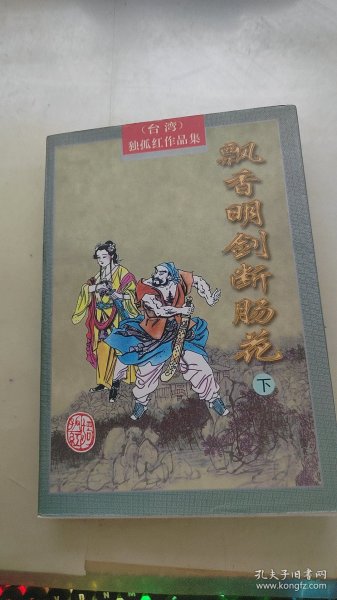 （台湾）
独孤红作品集
飘香明剑断肠花
下
孔夫子旧书网
kongfz.com